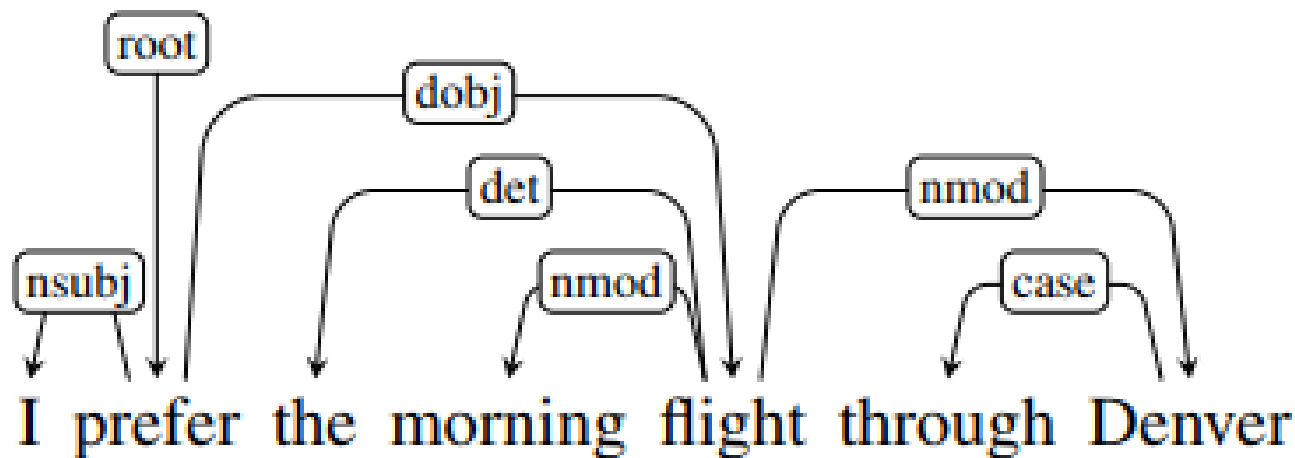 root
dobj
det nmod
nsubj nmod case
I prefer the morning flight through Denver